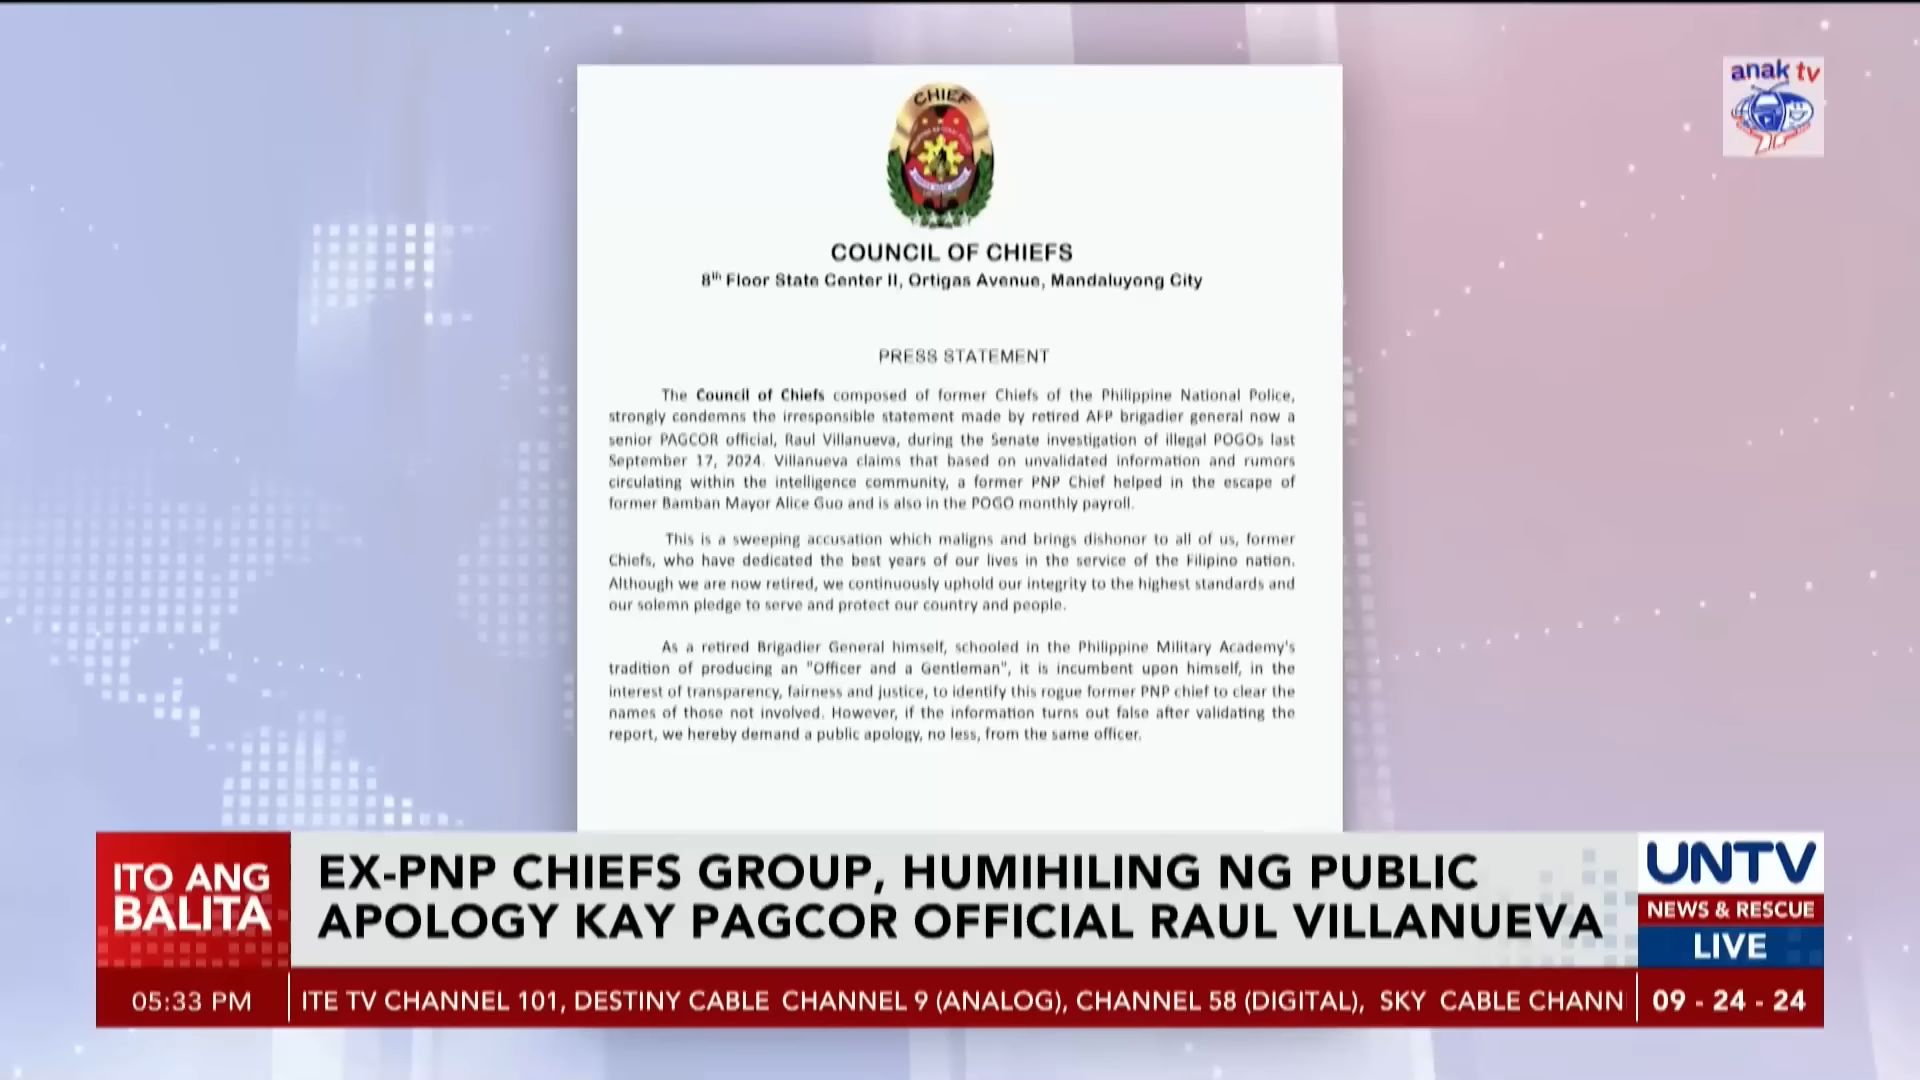 anak tv
CHIEF
COUNCIL OF CHIEFS
8th Floor State Center II, Ortigas Avenue, Mandaluyong City
PRESS STATEMENT
The Council of Chiefs composed of former Chiefs of the Philippine National Police,
strongly condemns the irresponsible statement made by retired AFP brigadier general now a
senior PAGCOR official, Raul Villanueva, during the Senate investigation of illegal POGOs last
September 17, 2024. Villanueva claims that based on unvalidated information and rumors
circulating within the intelligence community, a former PNP Chief helped in the escape of
former Bamban Mayor Alice Guo and is also in the POGO monthly payroll.
This is a sweeping accusation which maligns and brings dishonor to all of us, former
Chiefs, who have dedicated the best years of our lives in the service of the Filipino nation.
Although we are now retired, we continuously uphold our integrity to the highest standards and
our solemn pledge to serve and protect our country and people.
As a retired Brigadier General himself, schooled in the Philippine Military Academy's
tradition of producing an "Officer and a Gentleman", it is incumbent upon himself, in the
interest of transparency, fairness and justice, to identify this rogue former PNP chief to clear the
names of those not involved. However, if the information turns out false after validating the
report, we hereby demand a public apology, no less, from the same officer.
ITO ANG
BALITA
EX-PNP CHIEFS GROUP, HUMIHILING NG PUBLIC
APOLOGY KAY PAGCOR OFFICIAL RAUL VILLANUEVA
UNTV
NEWS & RESCUE
LIVE
05:33 PM
ITE TV CHANNEL 101, DESTINY CABLE CHANNEL 9 (ANALOG), CHANNEL 58 (DIGITAL), SKY CABLE CHANN
09 - 24 - 24